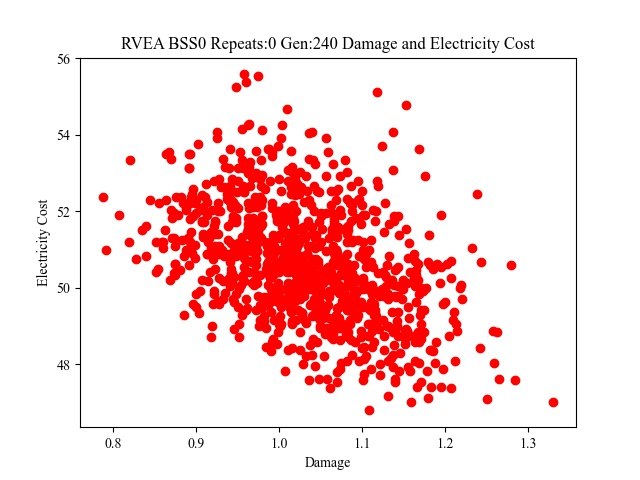 RVEA BSS0 Repeats:0 Gen:240 Damage and Electricity Cost
56
54
52
50
48
Electricity Cost
0.8 0.9 1.0 1.1 1.2 1.3
Damage